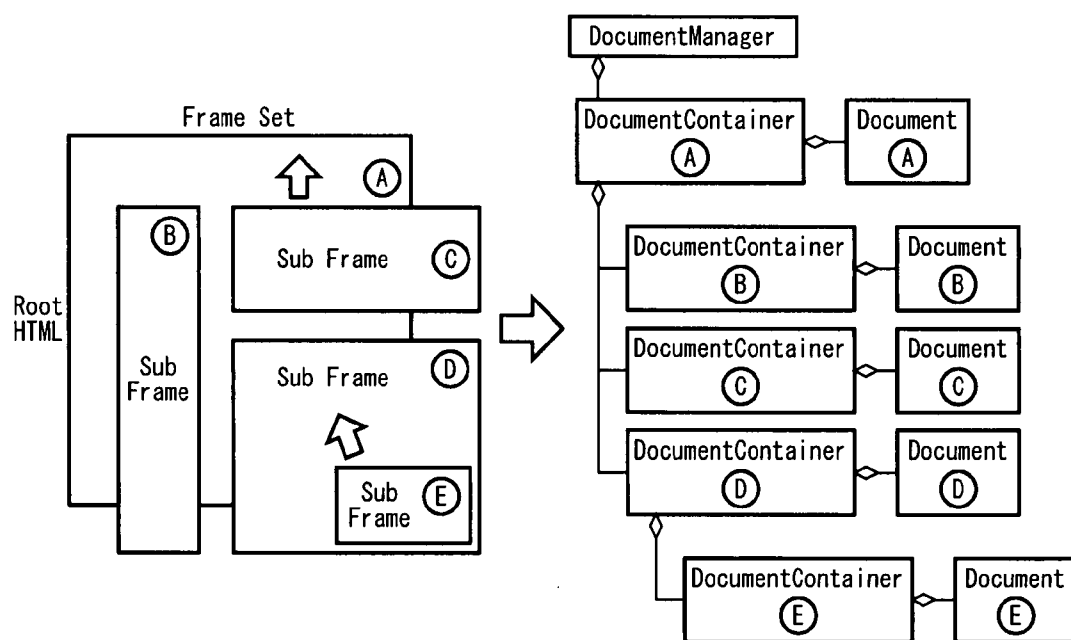 Frame Set
A
B
Sub Frame
C
Root
HTML
Sub
Frame
Sub Frame
D
Sub
Frame
E
DocumentManager
DocumentContainer
A
Document
A
DocumentContainer
B
Document
B
DocumentContainer
C
Document
C
DocumentContainer
D
Document
D
DocumentContainer
E
Document
E